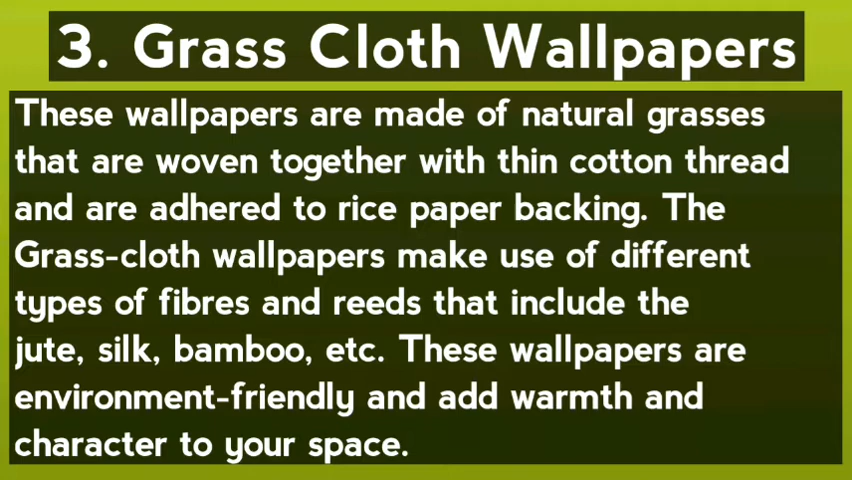 3. Grass Cloth Wallpapers
These wallpapers are made of natural grasses
that are woven together with thin cotton thread
and are adhered to rice paper backing. The
Grass-cloth wallpapers make use of different
types of fibres and reeds that include the
jute, silk, bamboo, etc. These wallpapers are
environment-friendly and add warmth and
character to your space.